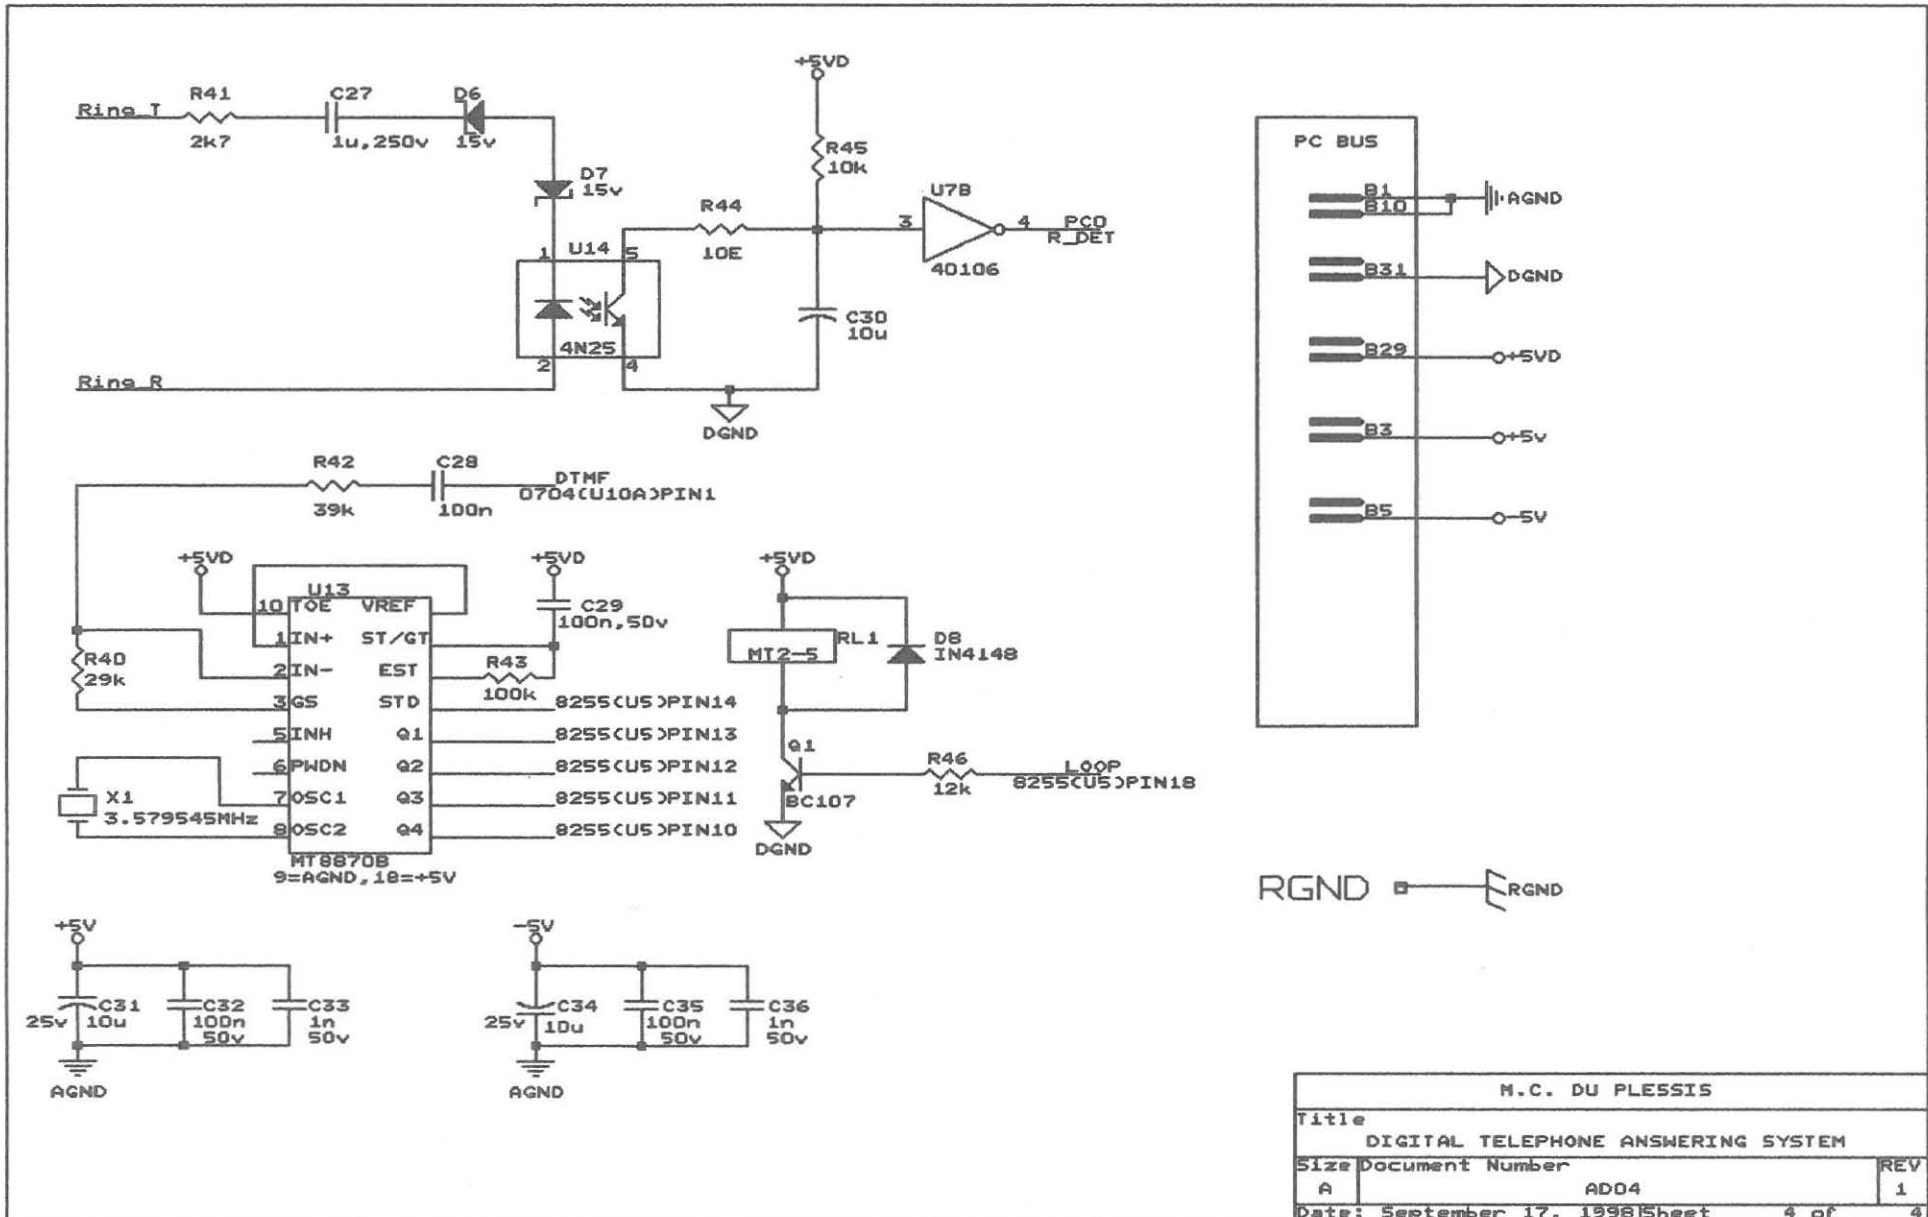 +5VD
Ring_T
R41
2k7
C27
1u,250v
D6
15v
D7
15v
R45
10k
R44
10E
U7B
3
4
40106
PC0
R_DET
1
U14
5
4N25
2
4
C30
10u
Ring_R
DGND
PC BUS
B1
B10
AGND
B31
DGND
B29
+5VD
B3
+5v
B5
-5V
R42
39k
C28
100n
DTMF
0704(U10A)PIN1
+5VD
U13
10 TOE
VREF
1 IN+
ST/GT
2 IN-
EST
3 GS
STD
5 INH
Q1
6 PWDN
Q2
7 OSC1
Q3
8 OSC2
Q4
MT8870B
9=AGND,18=+5V
R40
29k
X1
3.579545MHz
+5VD
C29
100n,50v
R43
100k
8255(U5)PIN14
8255(U5)PIN13
8255(U5)PIN12
8255(U5)PIN11
8255(U5)PIN10
+5VD
RL1
MT2-5
D8
IN4148
Q1
BC107
R46
12k
LOOP
8255(U5)PIN18
DGND
RGND
RGND
+5V
C31
25v 10u
C32
100n
50v
C33
1n
50v
AGND
-5V
C34
25v 10u
C35
100n
50v
C36
1n
50v
AGND
M.C. DU PLESSIS
Title
DIGITAL TELEPHONE ANSWERING SYSTEM
Size Document Number REV
A AD04 1
Date: September 17, 1998 Sheet 4 of 4